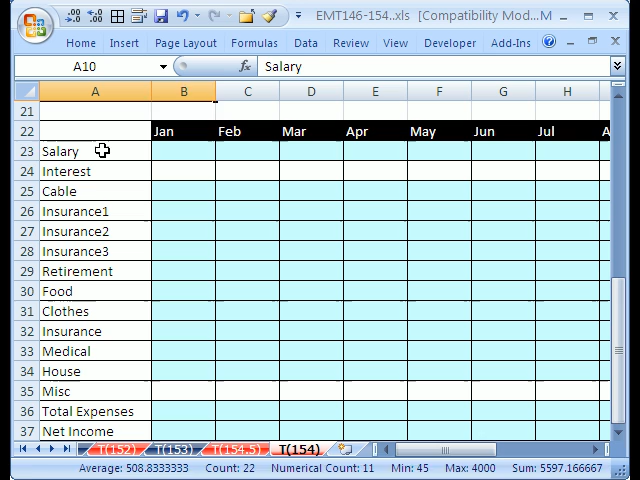 EMT146-154..xls [Compatibility Mod...M
Home Insert Page Layout Formulas Data Review View Developer Add-Ins
A10 fx Salary
A B C D E F G H
21
22 Jan Feb Mar Apr May Jun Jul A
23 Salary
24 Interest
25 Cable
26 Insurance1
27 Insurance2
28 Insurance3
29 Retirement
30 Food
31 Clothes
32 Insurance
33 Medical
34 House
35 Misc
36 Total Expenses
37 Net Income
T(152) T(153) T(154.5) T(154)
Average: 508.8333333 Count: 22 Numerical Count: 11 Min: 45 Max: 4000 Sum: 5597.166667